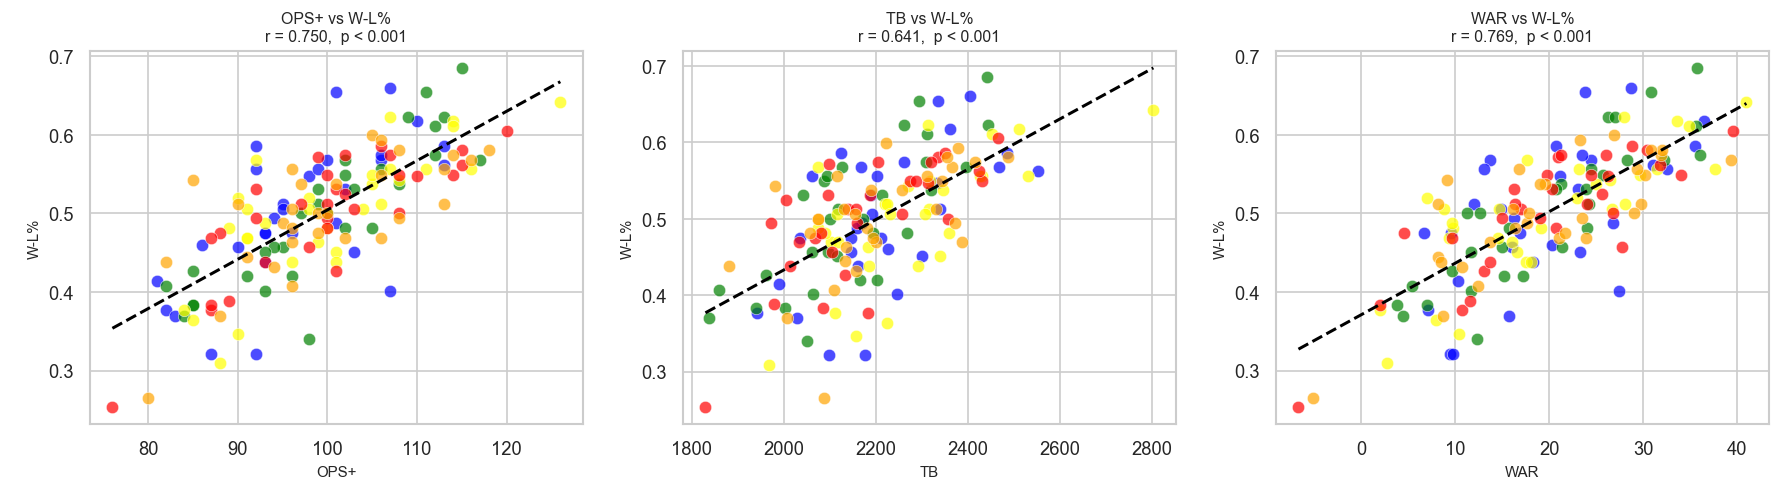 OPS+ vs W-L%
r = 0.750,  p < 0.001
0.7
0.6
0.5
0.4
0.3
W-L%
80
90
100
110
120
OPS+
TB vs W-L%
r = 0.641,  p < 0.001
0.7
0.6
0.5
0.4
0.3
W-L%
1800
2000
2200
2400
2600
2800
TB
WAR vs W-L%
r = 0.769,  p < 0.001
0.7
0.6
0.5
0.4
0.3
W-L%
0
10
20
30
40
WAR